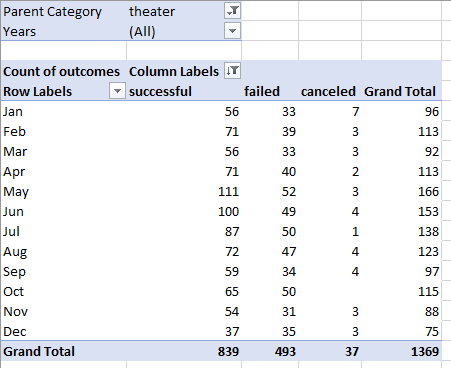 Parent Category theater
Years (All)
Count of outcomes Column Labels
Row Labels successful failed canceled Grand Total
Jan 56 33 7 96
Feb 71 39 3 113
Mar 56 33 3 92
Apr 71 40 2 113
May 111 52 3 166
Jun 100 49 4 153
Jul 87 50 1 138
Aug 72 47 4 123
Sep 59 34 4 97
Oct 65 50 115
Nov 54 31 3 88
Dec 37 35 3 75
Grand Total 839 493 37 1369